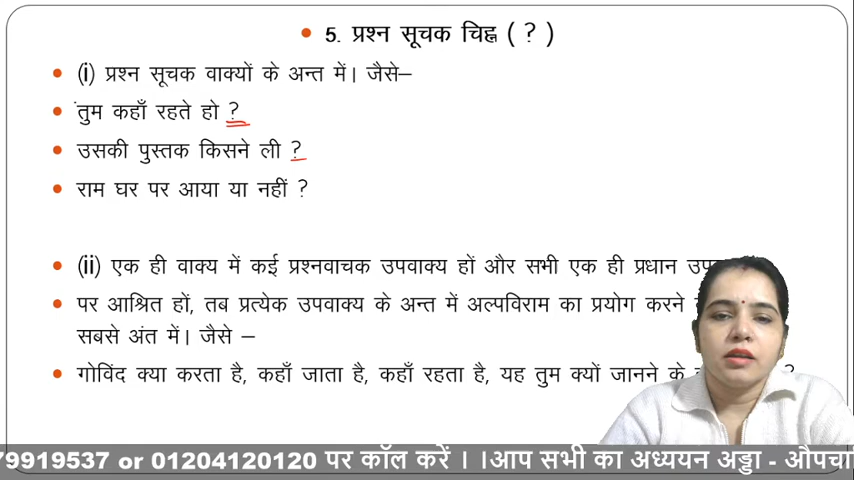 5. प्रश्न सूचक चिह्न ( ? )
(i) प्रश्न सूचक वाक्यों के अन्त में। जैसे–
तुम कहाँ रहते हो ?
उसकी पुस्तक किसने ली ?
राम घर पर आया या नहीं ?
(ii) एक ही वाक्य में कई प्रश्नवाचक उपवाक्य हों और सभी एक ही प्रधान
पर आश्रित हों, तब प्रत्येक उपवाक्य के अन्त में अल्पविराम का प्रयोग करने
सबसे अंत में। जैसे –
गोविंद क्या करता है, कहाँ जाता है, कहाँ रहता है, यह तुम क्यों जानने के ?
79919537 or 01204120120 पर कॉल करें । ।आप सभी का अध्ययन अड्डा - औपचा